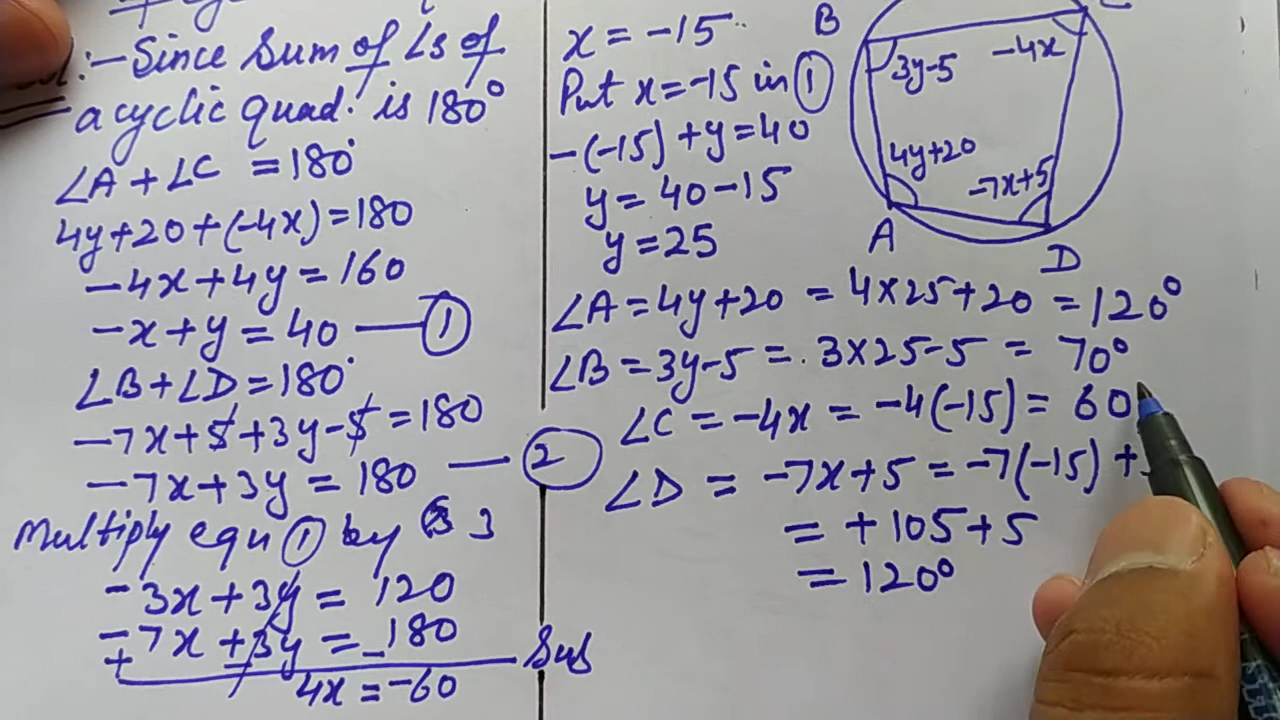 :- Since Sum of ∠s of
a cyclic quad. is 180°
∠A + ∠C = 180°
4y+20+(-4x)=180
-4x+4y=160
-x+y=40 — ①
∠B+∠D=180°
-7x+5+3y-5=180
-7x+3y=180 — ②
Multiply equn ① by 3
-3x+3y=120
-7x+3y=180
+ - -
Sub
4x=-60
x=-15
Put x=-15 in ①
-(-15)+y=40
y=40-15
y=25
B
3y-5
-4x
4y+20
-7x+5
A
D
∠A=4y+20=4×25+20=120°
∠B=3y-5=3×25-5=70°
∠C=-4x=-4(-15)=60
∠D=-7x+5=-7(-15)+
=+105+5
=120°